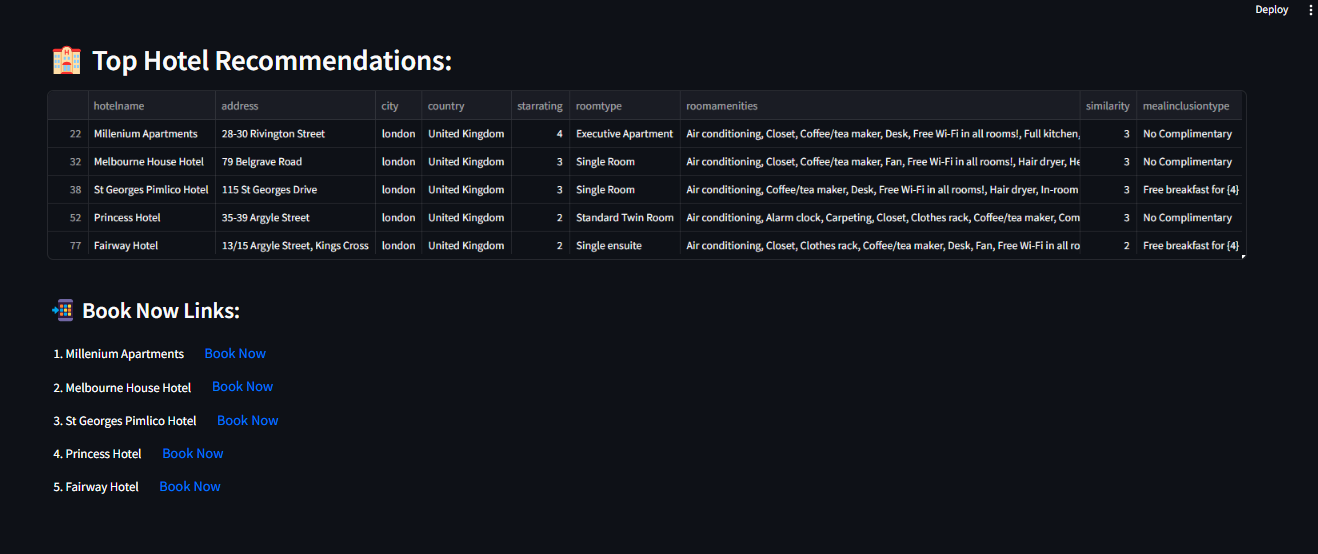 Deploy
Top Hotel Recommendations:
hotelname address city country starrating roomtype roomamenities similarity mealinclusiontype
22 Millenium Apartments 28-30 Rivington Street london United Kingdom 4 Executive Apartment Air conditioning, Closet, Coffee/tea maker, Desk, Free Wi-Fi in all rooms!, Full kitchen, 3 No Complimentary
32 Melbourne House Hotel 79 Belgrave Road london United Kingdom 3 Single Room Air conditioning, Closet, Coffee/tea maker, Fan, Free Wi-Fi in all rooms!, Hair dryer, He 3 No Complimentary
38 St Georges Pimlico Hotel 115 St Georges Drive london United Kingdom 3 Single Room Air conditioning, Coffee/tea maker, Desk, Free Wi-Fi in all rooms!, Hair dryer, In-room 3 Free breakfast for {4}
52 Princess Hotel 35-39 Argyle Street london United Kingdom 2 Standard Twin Room Air conditioning, Alarm clock, Carpeting, Closet, Clothes rack, Coffee/tea maker, Com 3 No Complimentary
77 Fairway Hotel 13/15 Argyle Street, Kings Cross london United Kingdom 2 Single ensuite Air conditioning, Closet, Clothes rack, Coffee/tea maker, Desk, Fan, Free Wi-Fi in all ro 2 Free breakfast for {4}
Book Now Links:
1. Millenium Apartments Book Now
2. Melbourne House Hotel Book Now
3. St Georges Pimlico Hotel Book Now
4. Princess Hotel Book Now
5. Fairway Hotel Book Now